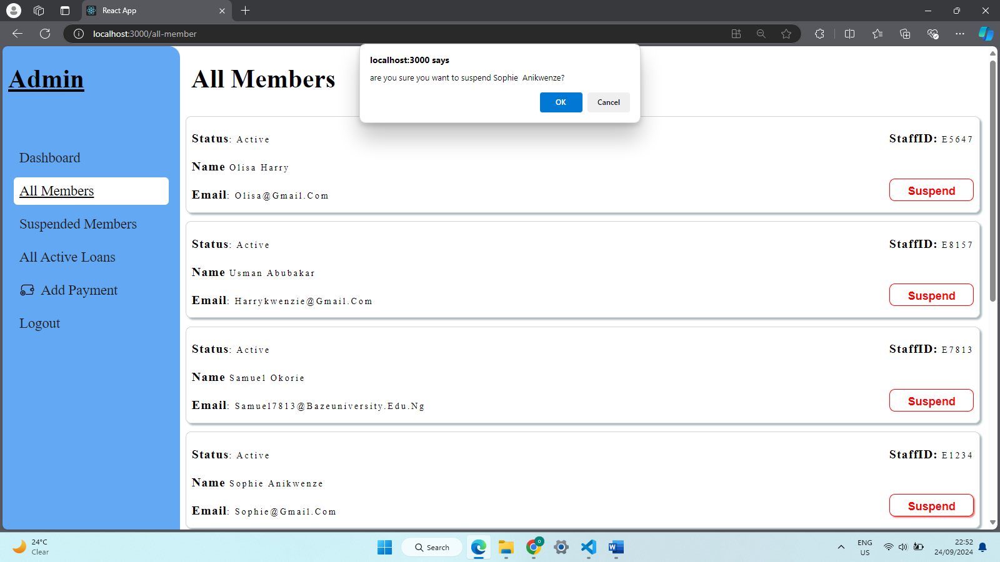 React App
localhost:3000/all-member
localhost:3000 says
are you sure you want to suspend Sophie  Anikwenze?
OK
Cancel
Admin
Dashboard
All Members
Suspended Members
All Active Loans
Add Payment
Logout
All Members
Status: Active
StaffID: E5647
Name Olisa Harry
Email: Olisa@Gmail.Com
Suspend
Status: Active
StaffID: E8157
Name Usman Abubakar
Email: Harrykwenzie@Gmail.Com
Suspend
Status: Active
StaffID: E7813
Name Samuel Okorie
Email: Samuel7813@Bazeuniversity.Edu.Ng
Suspend
Status: Active
StaffID: E1234
Name Sophie Anikwenze
Email: Sophie@Gmail.Com
Suspend
24°C
Clear
Search
ENG
US
22:52
24/09/2024